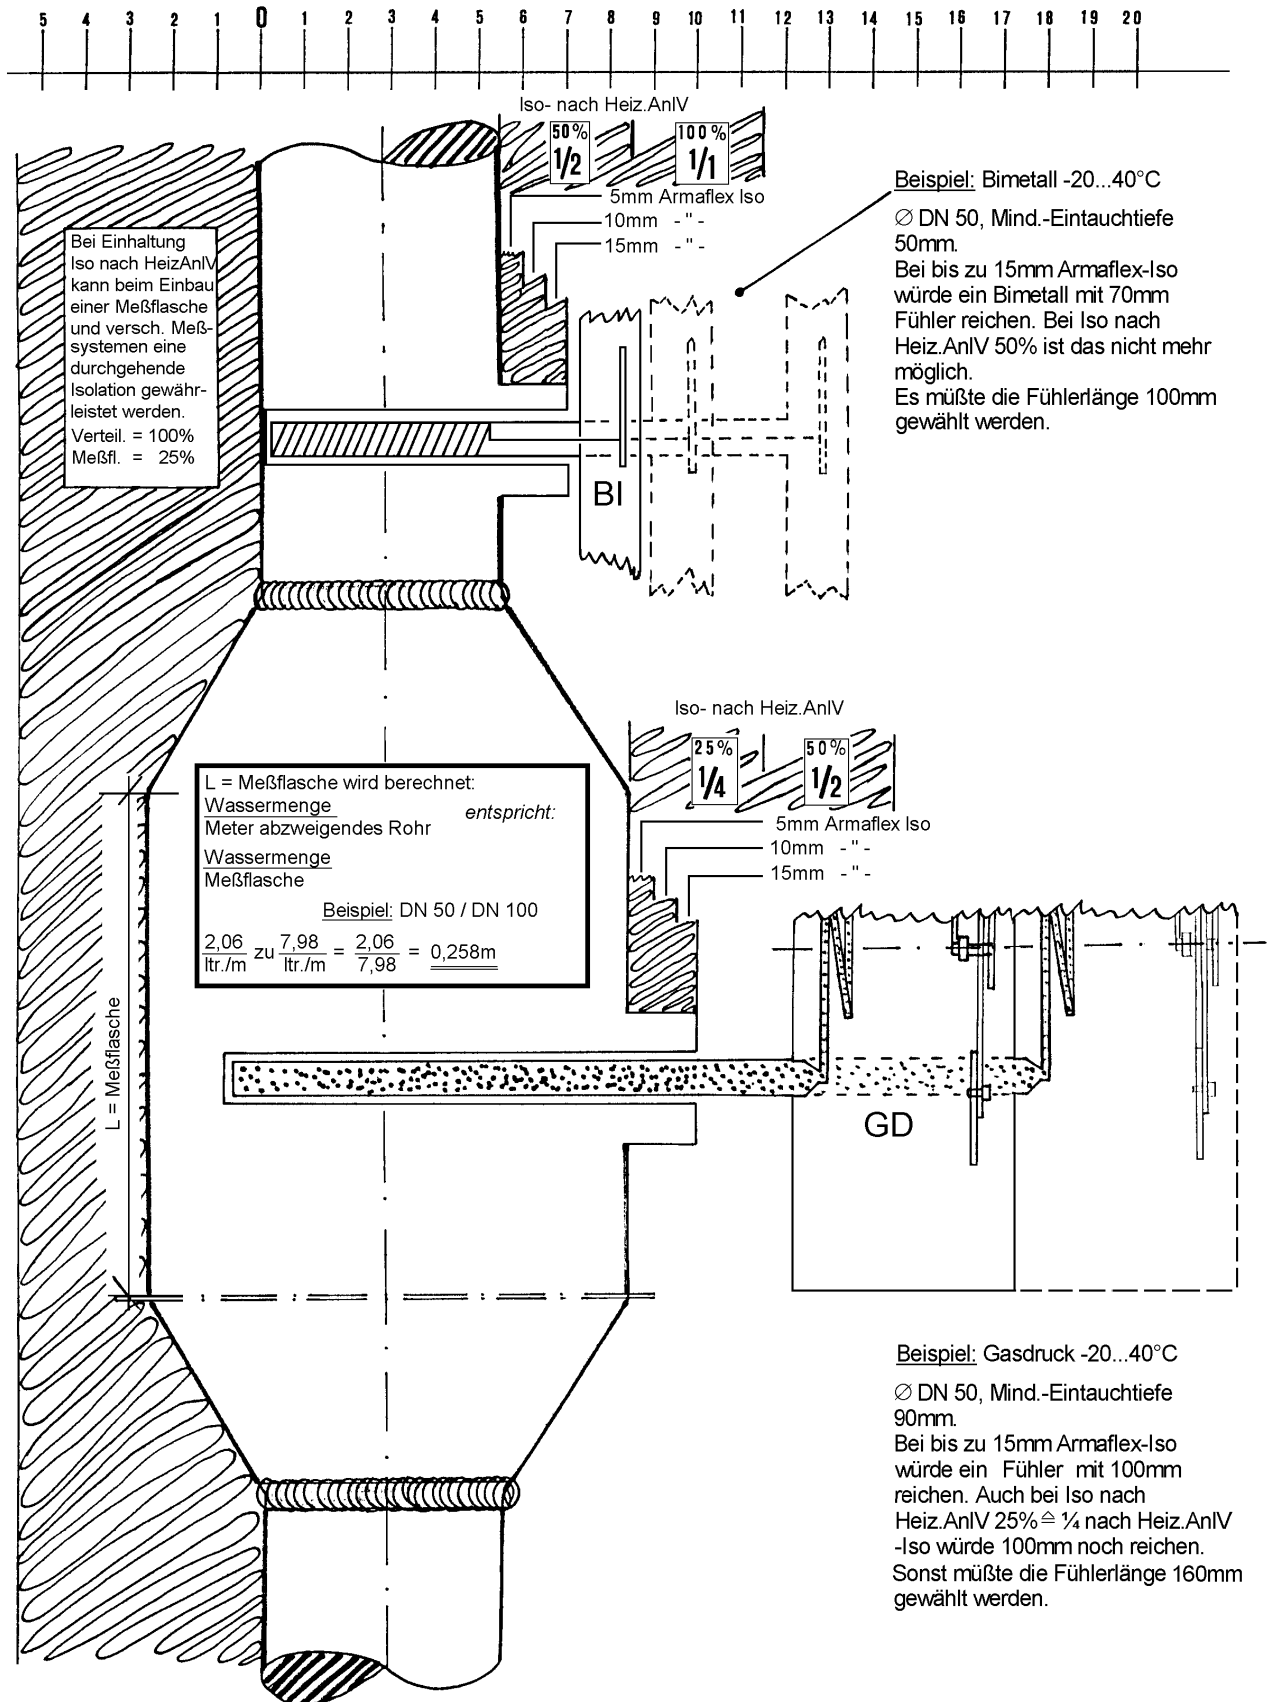 5 4 3 2 1 0 1 2 3 4 5 6 7 8 9 10 11 12 13 14 15 16 17 18 19 20
Iso- nach Heiz.AnlV
50% 100%
1/2 1/1
5mm Armaflex Iso
10mm - " -
15mm - " -
Beispiel: Bimetall -20...40°C
∅ DN 50, Mind.-Eintauchtiefe
50mm.
Bei bis zu 15mm Armaflex-Iso
würde ein Bimetall mit 70mm
Fühler reichen. Bei Iso nach
Heiz.AnlV 50% ist das nicht mehr
möglich.
Es müßte die Fühlerlänge 100mm
gewählt werden.
Bei Einhaltung
Iso nach HeizAnlV
kann beim Einbau
einer Meßflasche
und versch. Meß-
systemen eine
durchgehende
Isolation gewähr-
leistet werden.
Verteil. = 100%
Meßfl. = 25%
BI
Iso- nach Heiz.AnlV
25% 50%
1/4 1/2
5mm Armaflex Iso
10mm - " -
15mm - " -
L = Meßflasche wird berechnet:
Wassermenge
entspricht:
Meter abzweigendes Rohr
Wassermenge
Meßflasche
Beispiel: DN 50 / DN 100
2,06 zu 7,98 = 2,06 = 0,258m
ltr./m ltr./m 7,98
L = Meßflasche
GD
Beispiel: Gasdruck -20...40°C
∅ DN 50, Mind.-Eintauchtiefe
90mm.
Bei bis zu 15mm Armaflex-Iso
würde ein Fühler mit 100mm
reichen. Auch bei Iso nach
Heiz.AnlV 25% ≙ ¼ nach Heiz.AnlV
-Iso würde 100mm noch reichen.
Sonst müßte die Fühlerlänge 160mm
gewählt werden.